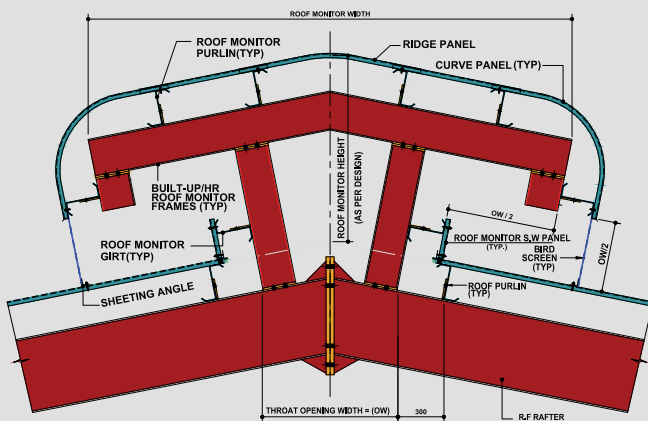 ROOF MONITOR WIDTH
ROOF MONITOR
PURLIN(TYP)
RIDGE PANEL
CURVE PANEL(TYP)
ROOF MONITOR HEIGHT
(AS PER DESIGN)
BUILT-UP/HR
ROOF MONITOR
FRAMES (TYP)
OW / 2
ROOF MONITOR
GIRT(TYP)
ROOF MONITOR S.W PANEL
(TYP.)
BIRD
SCREEN
(TYP)
OW/2
SHEETING ANGLE
ROOF PURLIN
(TYP)
THROAT OPENING WIDTH = (OW)
300
R.F RAFTER